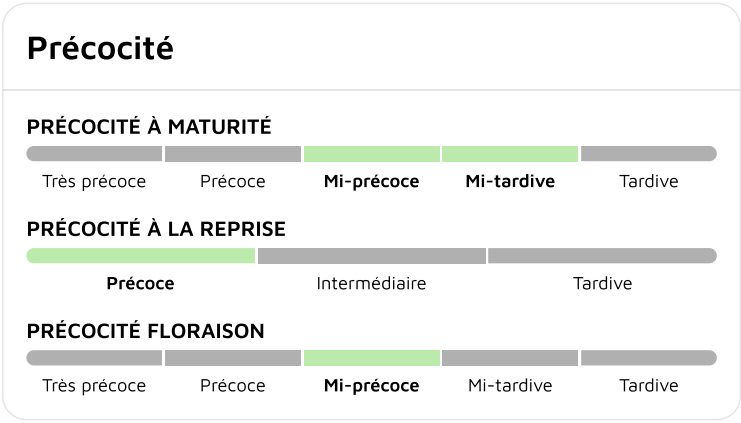 Précocité
PRÉCOCITÉ À MATURITÉ
Très précoce Précoce Mi-précoce Mi-tardive Tardive
PRÉCOCITÉ À LA REPRISE
Précoce Intermédiaire Tardive
PRÉCOCITÉ FLORAISON
Très précoce Précoce Mi-précoce Mi-tardive Tardive